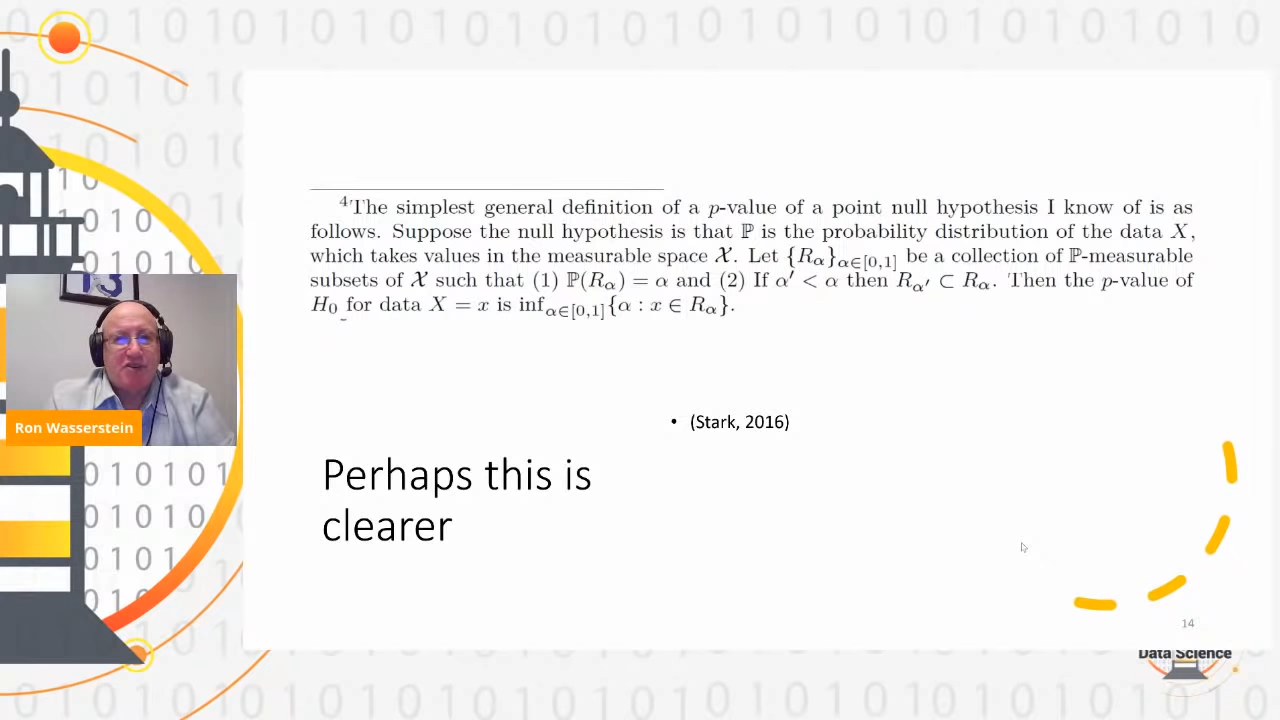 ⁴The simplest general definition of a p-value of a point null hypothesis I know of is as
follows. Suppose the null hypothesis is that ℙ is the probability distribution of the data X,
which takes values in the measurable space 𝒳. Let {R_α}_{α∈[0,1]} be a collection of ℙ-measurable
subsets of 𝒳 such that (1) ℙ(R_α) = α and (2) If α′ < α then R_{α′} ⊂ R_α. Then the p-value of
H₀ for data X = x is inf_{α∈[0,1]}{α : x ∈ R_α}.
• (Stark, 2016)
Perhaps this is
clearer
Ron Wasserstein
14
Data Science